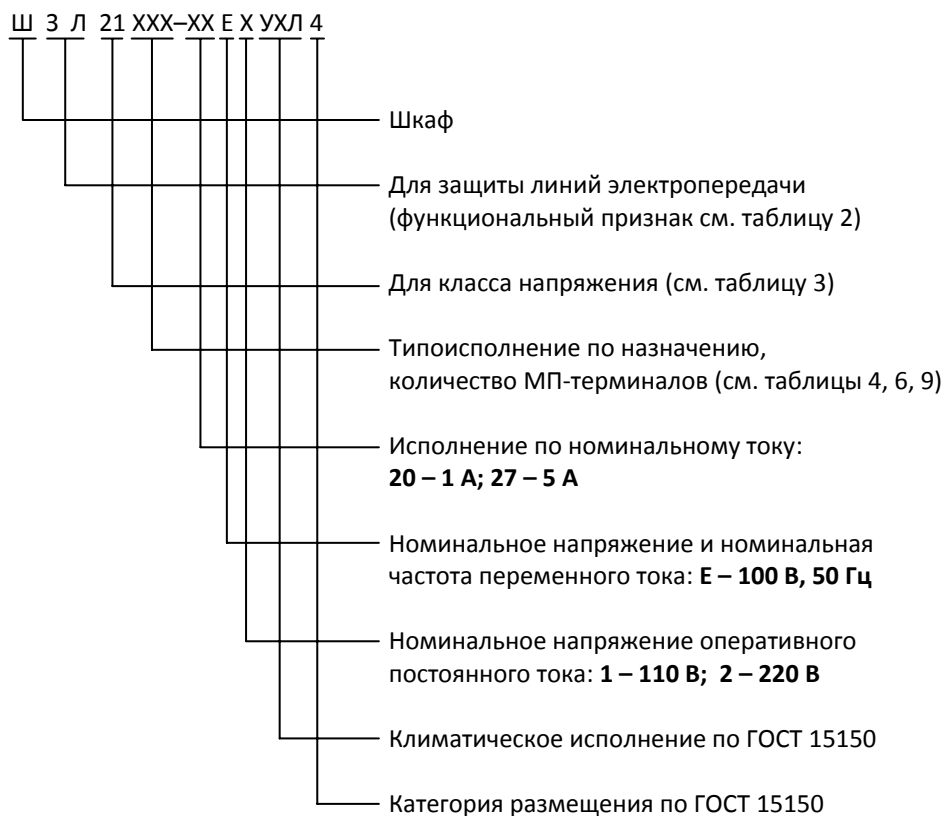 Ш З Л 21 ХХХ–ХХ Е Х УХЛ 4
Шкаф
Для защиты линий электропередачи
(функциональный признак см. таблицу 2)
Для класса напряжения (см. таблицу 3)
Типоисполнение по назначению,
количество МП-терминалов (см. таблицы 4, 6, 9)
Исполнение по номинальному току:
20 – 1 А; 27 – 5 А
Номинальное напряжение и номинальная
частота переменного тока: Е – 100 В, 50 Гц
Номинальное напряжение оперативного
постоянного тока: 1 – 110 В; 2 – 220 В
Климатическое исполнение по ГОСТ 15150
Категория размещения по ГОСТ 15150